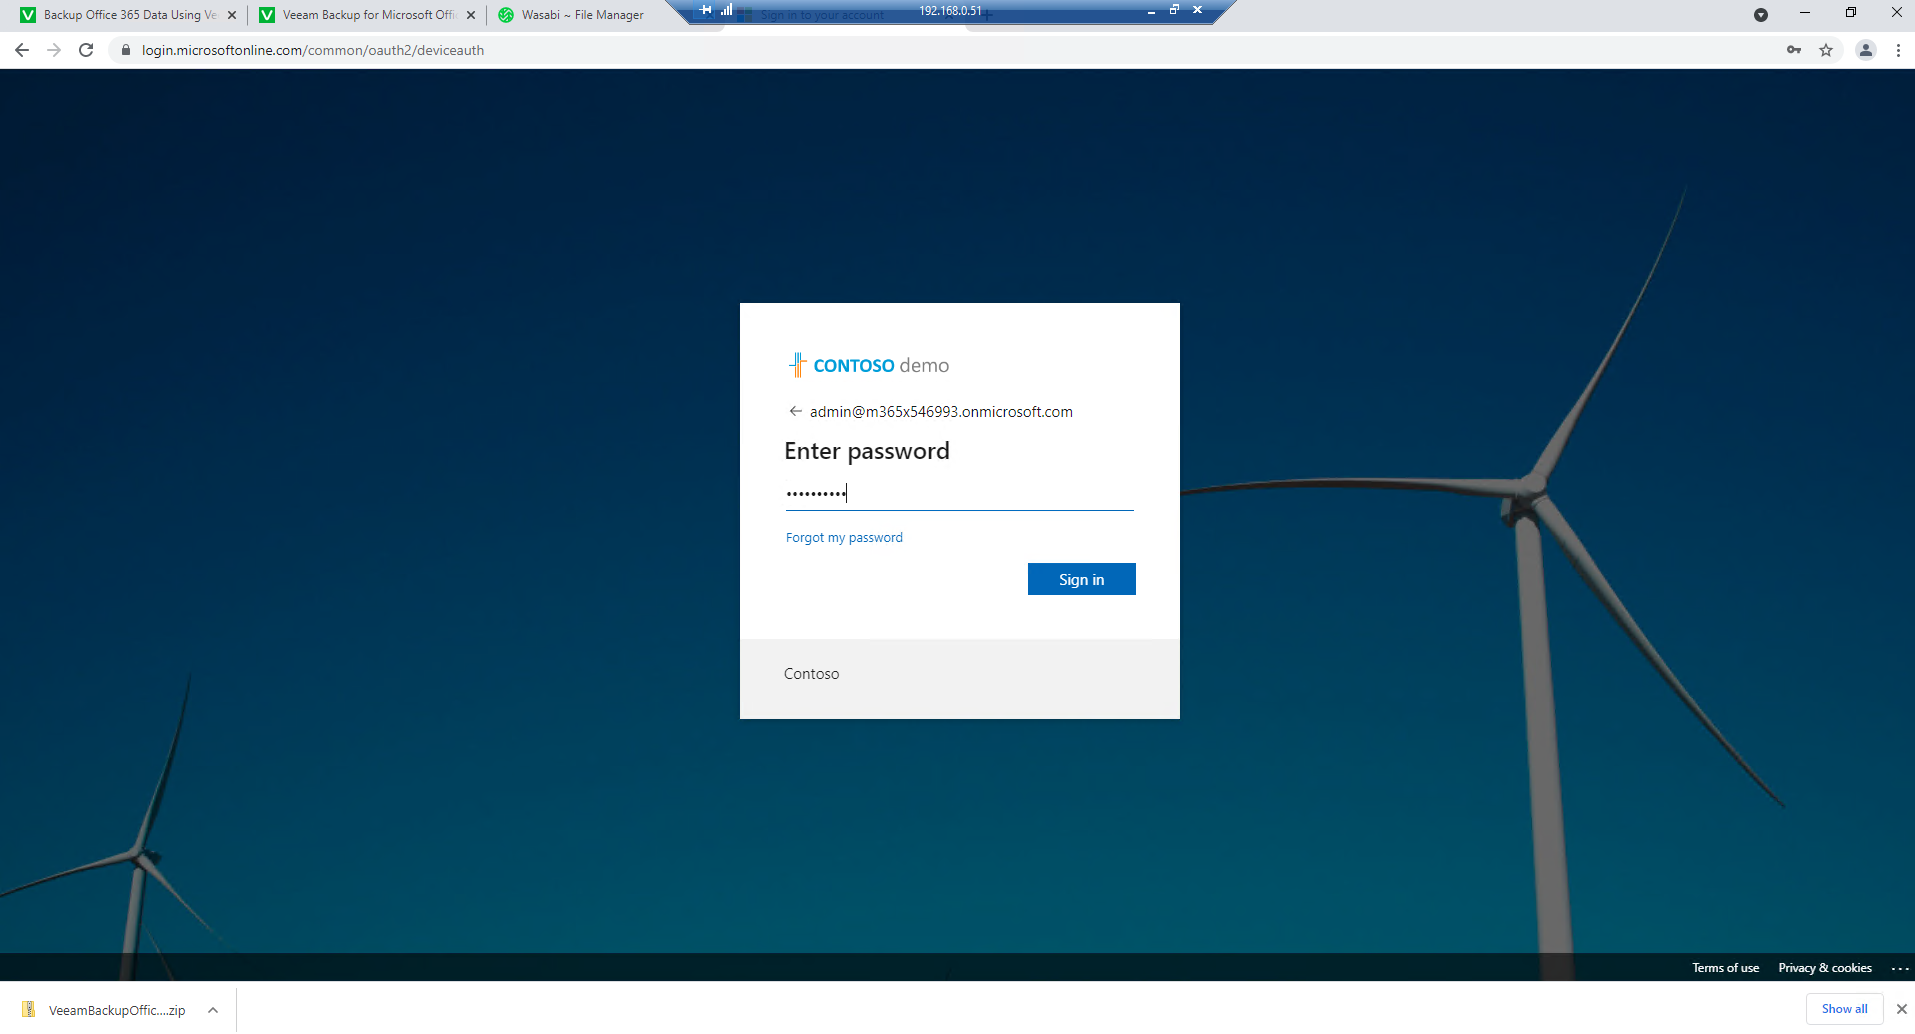 Backup Office 365 Data Using Ve
Veeam Backup for Microsoft Offi
Wasabi ~ File Manager
Sign in to your account
192.168.0.51
login.microsoftonline.com/common/oauth2/deviceauth
CONTOSO demo
admin@m365x546993.onmicrosoft.com
Enter password
••••••••••
Forgot my password
Sign in
Contoso
Terms of use
Privacy & cookies
VeeamBackupOffic....zip
Show all